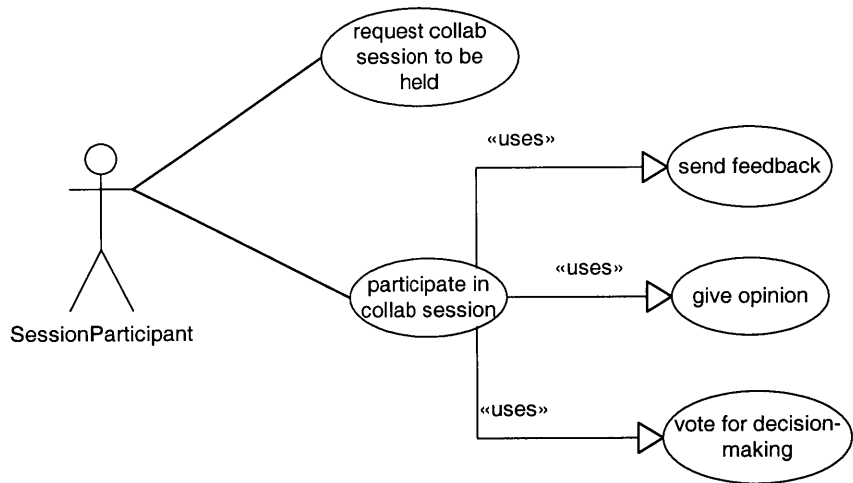 request collab
session to be
held
«uses»
send feedback
«uses»
participate in
collab session
give opinion
SessionParticipant
«uses»
vote for decision-
making